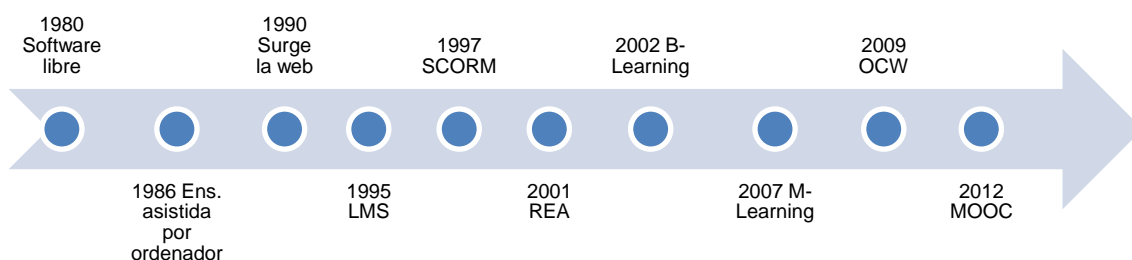 1980
Software
libre
1986 Ens.
asistida
por
ordenador
1990
Surge
la web
1995
LMS
1997
SCORM
2001
REA
2002 B-
Learning
2007 M-
Learning
2009
OCW
2012
MOOC